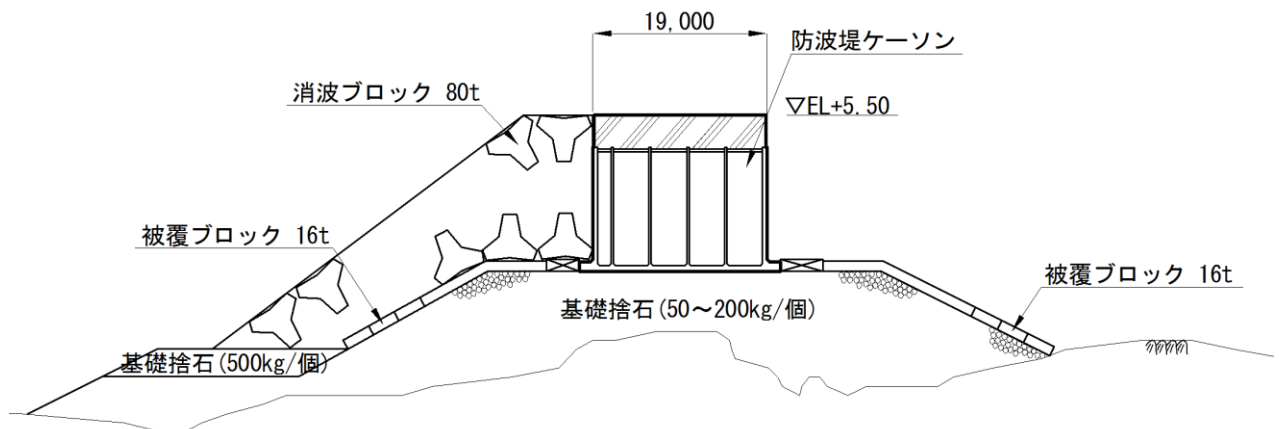 19,000
防波堤ケーソン
消波ブロック 80t
▽EL+5.50
被覆ブロック 16t
被覆ブロック 16t
基礎捨石(50～200kg/個)
基礎捨石(500kg/個)